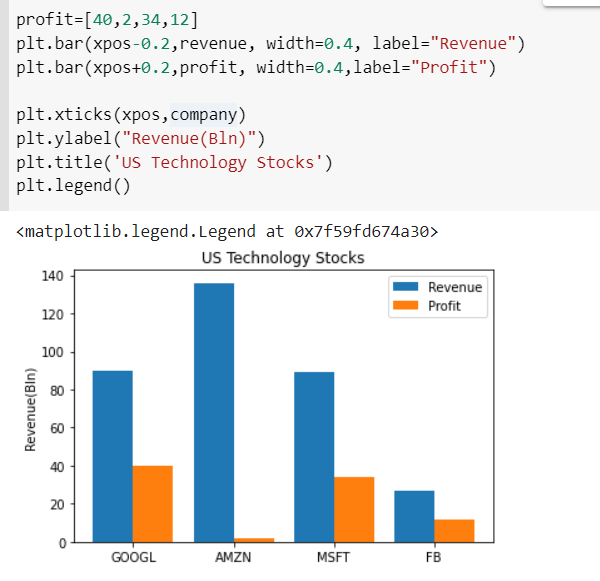 profit=[40,2,34,12]
plt.bar(xpos-0.2,revenue, width=0.4, label="Revenue")
plt.bar(xpos+0.2,profit, width=0.4,label="Profit")
plt.xticks(xpos,company)
plt.ylabel("Revenue(Bln)")
plt.title('US Technology Stocks')
plt.legend()
<matplotlib.legend.Legend at 0x7f59fd674a30>
US Technology Stocks
Revenue
Profit
Revenue(Bln)
140
120
100
80
60
40
20
0
GOOGL AMZN MSFT FB